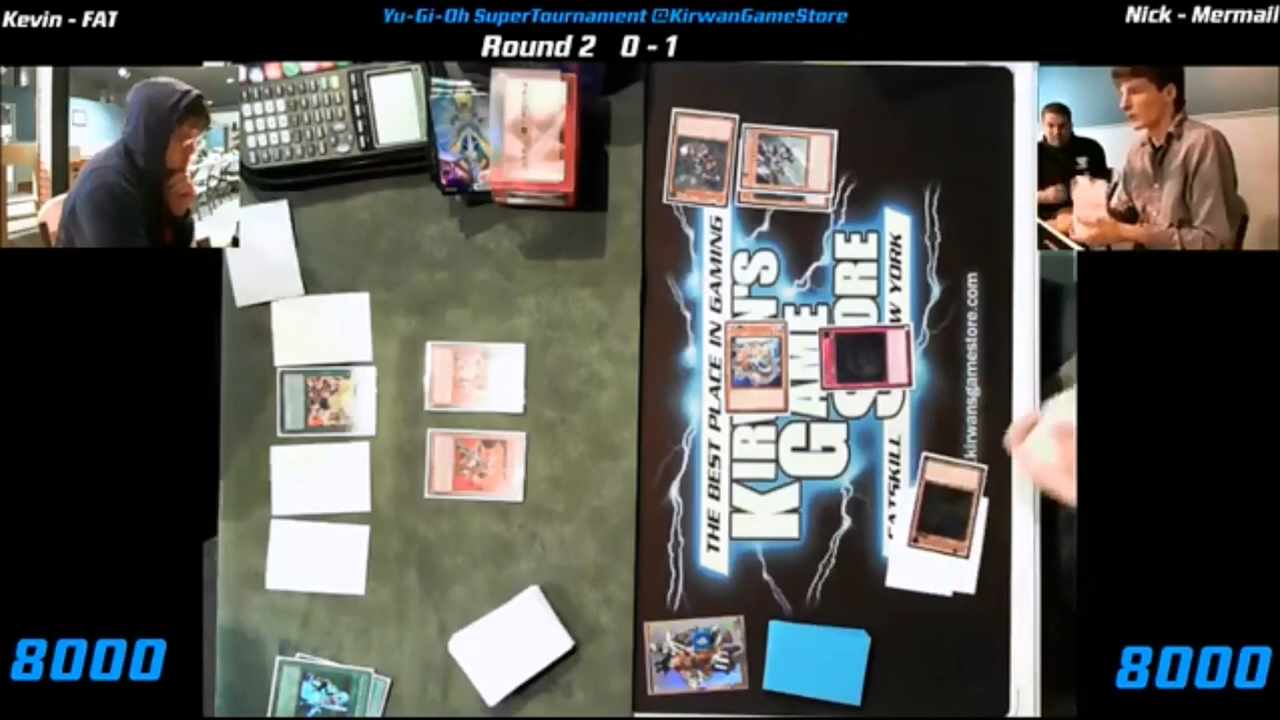 Kevin - FAT
Yu-Gi-Oh SuperTournament @KirwanGameStore
Nick - Mermail
Round 2 0 - 1
THE BEST PLACE IN GAMING
KIRWAN'S
GAME
STORE
CATSKILL NEW YORK
kirwansgamestore.com
8000
8000